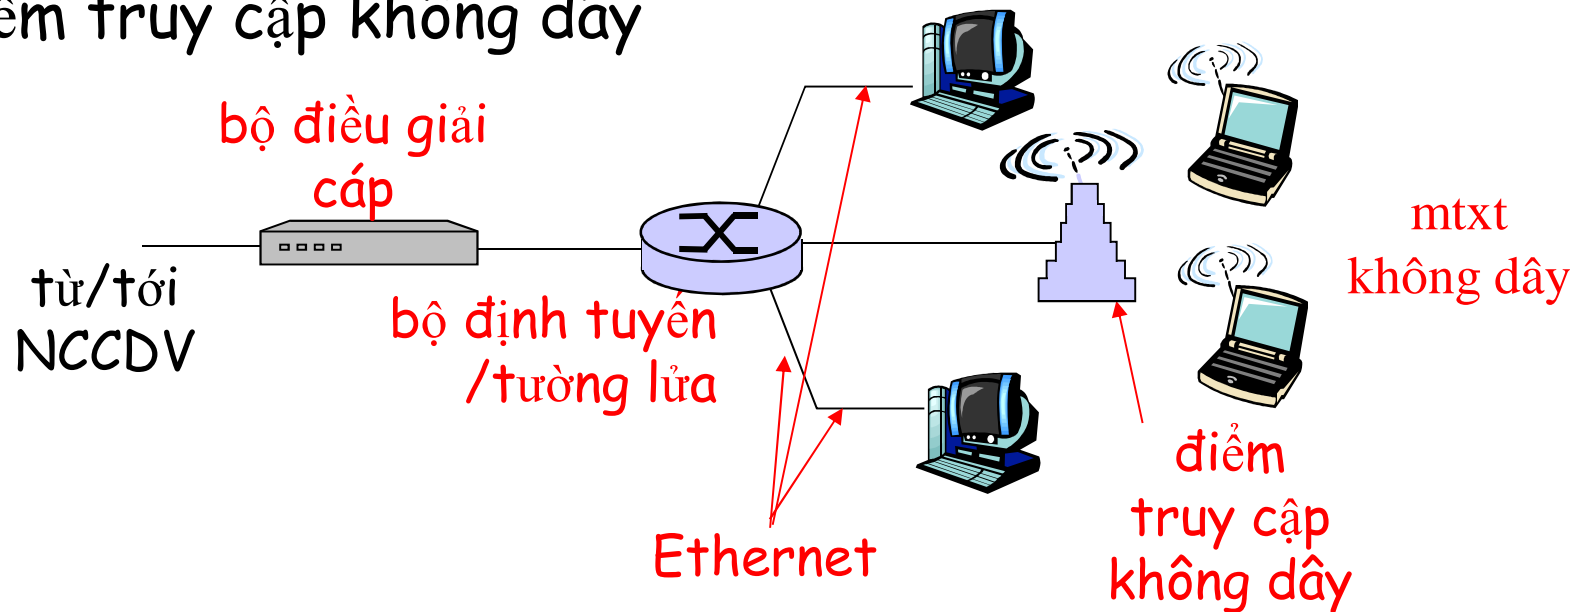 truy cập không dây
bộ điều giải
cáp
từ/tới
NCCDV
bộ định tuyến
/tường lửa
Ethernet
mtxt
không dây
điểm
truy cập
không dây